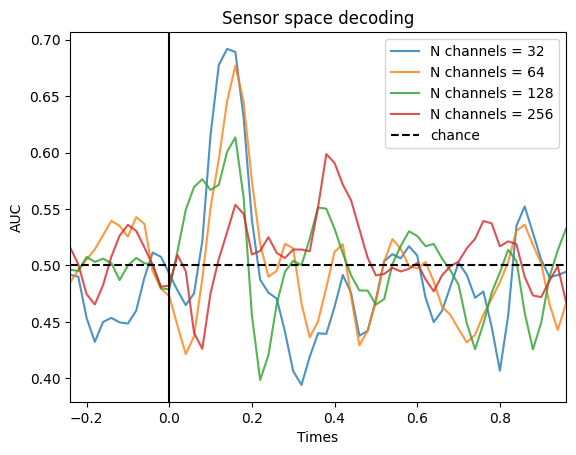 Sensor space decoding
AUC
0.70
0.65
0.60
0.55
0.50
0.45
0.40
N channels = 32
N channels = 64
N channels = 128
N channels = 256
chance
−0.2 0.0 0.2 0.4 0.6 0.8
Times